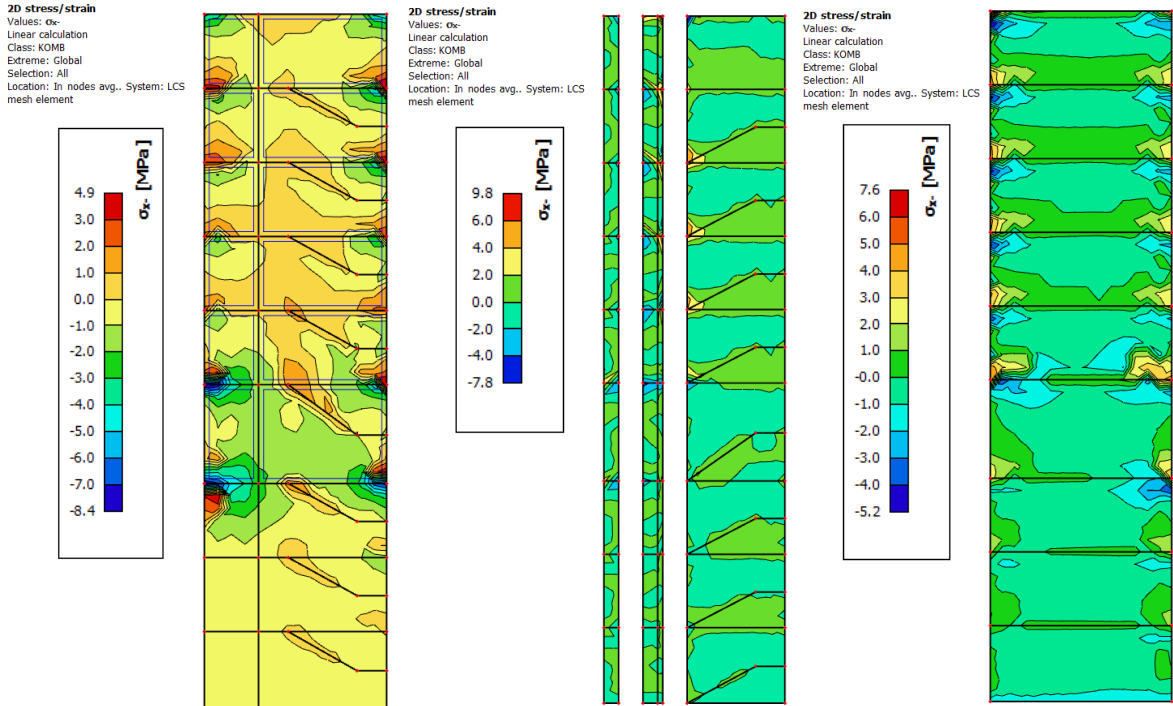 2D stress/strain
Values: σx-
Linear calculation
Class: KOMB
Extreme: Global
Selection: All
Location: In nodes avg.. System: LCS
mesh element
σx- [MPa]
4.9
3.0
2.0
1.0
0.0
-1.0
-2.0
-3.0
-4.0
-5.0
-6.0
-7.0
-8.4
2D stress/strain
Values: σx-
Linear calculation
Class: KOMB
Extreme: Global
Selection: All
Location: In nodes avg.. System: LCS
mesh element
σx- [MPa]
9.8
6.0
4.0
2.0
0.0
-2.0
-4.0
-7.8
2D stress/strain
Values: σx-
Linear calculation
Class: KOMB
Extreme: Global
Selection: All
Location: In nodes avg.. System: LCS
mesh element
σx- [MPa]
7.6
6.0
5.0
4.0
3.0
2.0
1.0
-0.0
-1.0
-2.0
-3.0
-4.0
-5.2